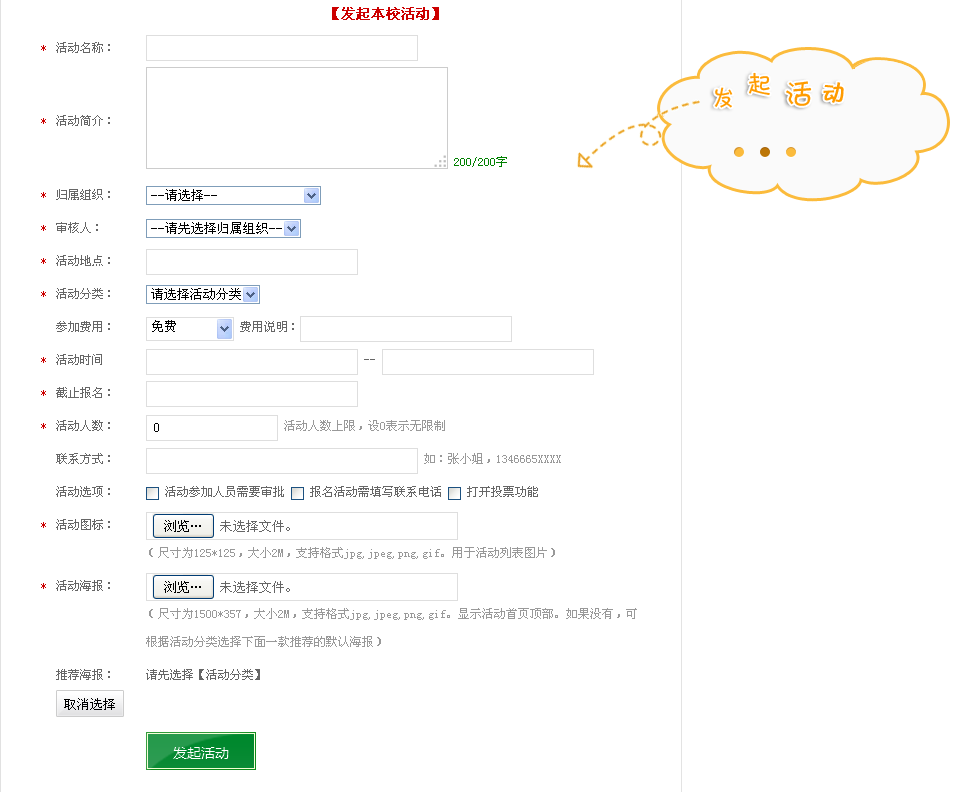 【发起本校活动】
* 活动名称：
* 活动简介：
200/200字
发起活动
* 归属组织： --请选择--
* 审核人： --请先选择归属组织--
* 活动地点：
* 活动分类： 请选择活动分类
参加费用： 免费 费用说明：
* 活动时间 --
* 截止报名：
* 活动人数： 0 活动人数上限，设0表示无限制
联系方式： 如：张小姐，1346665XXXX
活动选项： 活动参加人员需要审批 报名活动需填写联系电话 打开投票功能
* 活动图标： 浏览… 未选择文件。
（尺寸为125*125，大小2M，支持格式jpg,jpeg,png,gif。用于活动列表图片）
* 活动海报： 浏览… 未选择文件。
（尺寸为1500*357，大小2M，支持格式jpg,jpeg,png,gif。显示活动首页顶部。如果没有，可
根据活动分类选择下面一款推荐的默认海报）
推荐海报： 请先选择【活动分类】
取消选择
发起活动